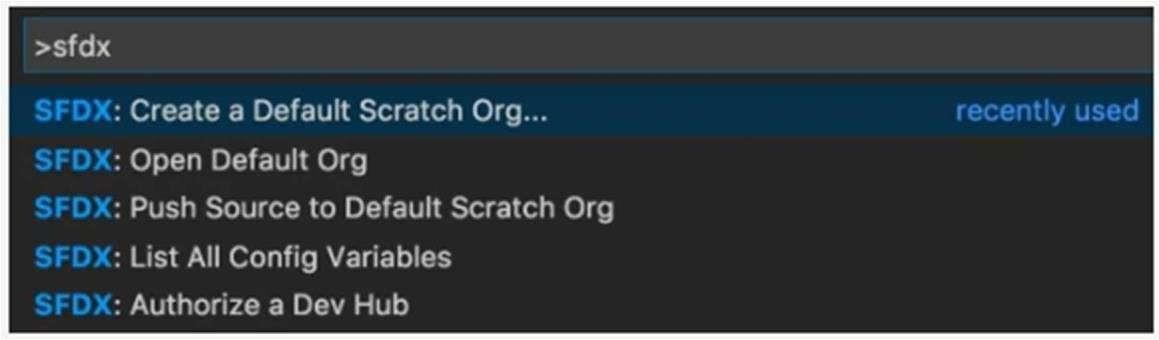 >sfdx
SFDX: Create a Default Scratch Org... recently used
SFDX: Open Default Org
SFDX: Push Source to Default Scratch Org
SFDX: List All Config Variables
SFDX: Authorize a Dev Hub